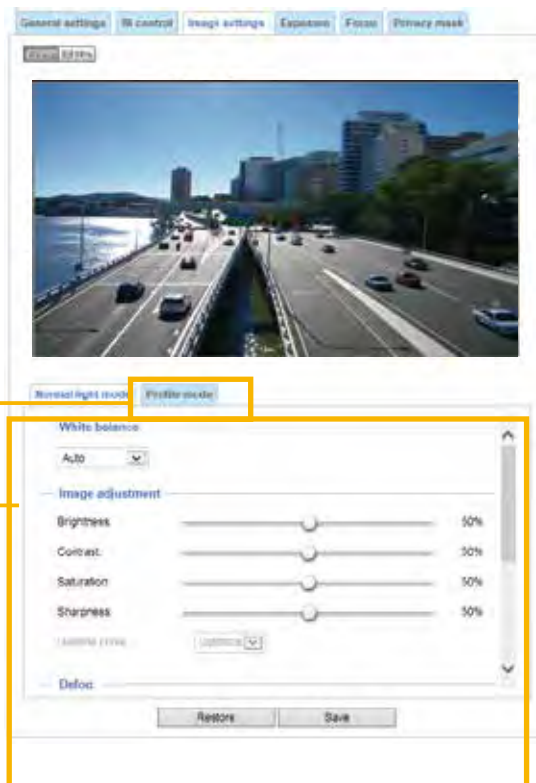 General settings IR control Image settings Exposure Focus Privacy mask
Normal light mode Profile mode
White balance
Auto
Image adjustment
Brightness 50%
Contrast 50%
Saturation 50%
Sharpness 50%
Defog
Restore Save